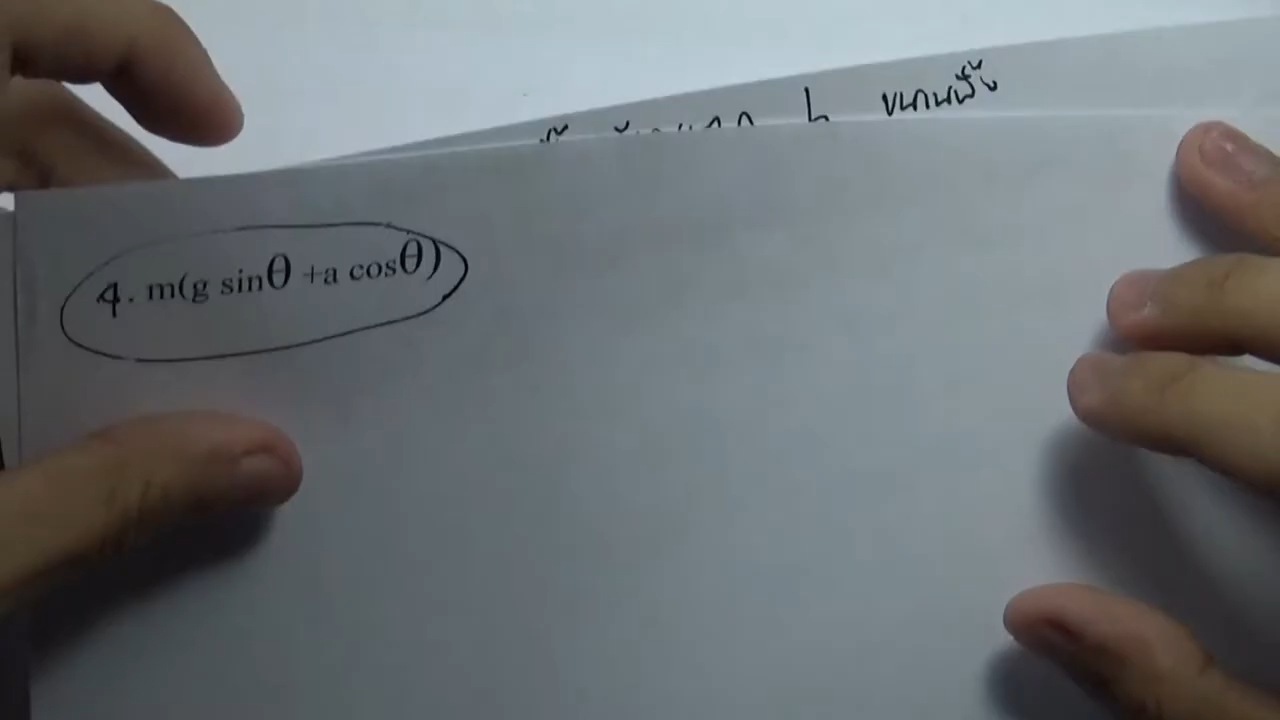 ขนานพื้น
4. m(g sinθ +a cosθ)